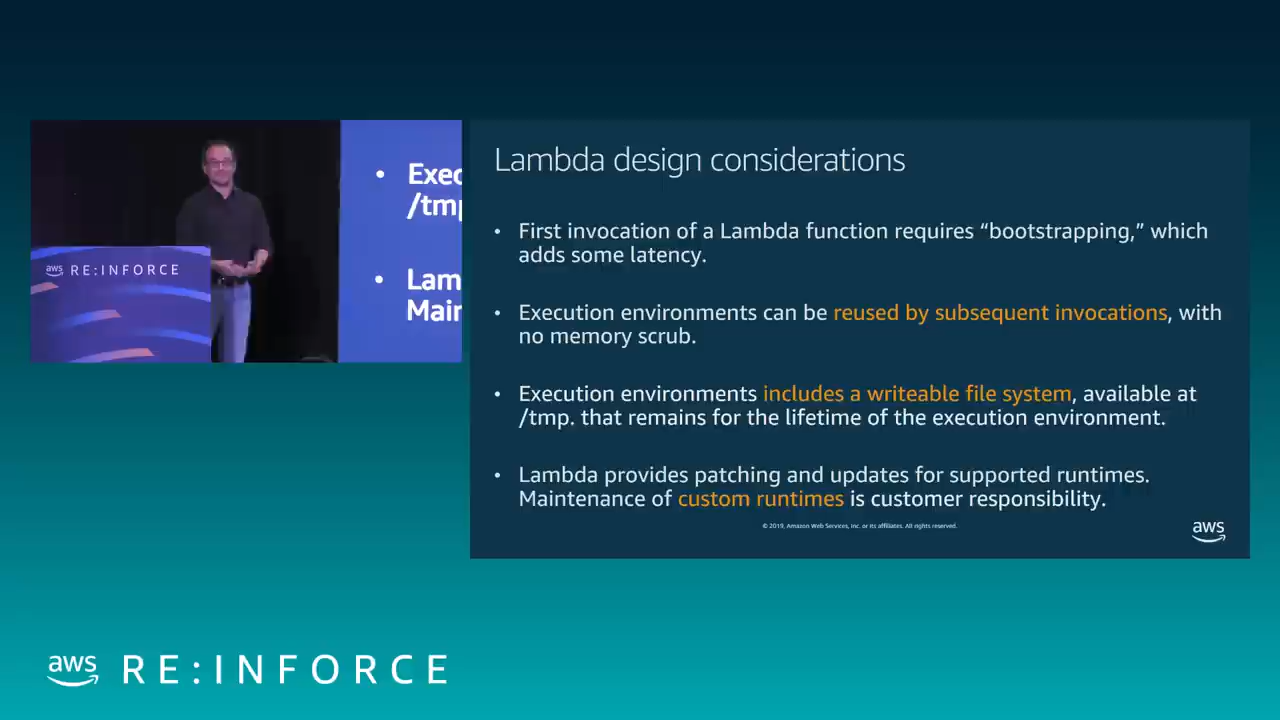 Lambda design considerations
• First invocation of a Lambda function requires “bootstrapping,” which
adds some latency.
• Execution environments can be reused by subsequent invocations, with
no memory scrub.
• Execution environments includes a writeable file system, available at
/tmp. that remains for the lifetime of the execution environment.
• Lambda provides patching and updates for supported runtimes.
Maintenance of custom runtimes is customer responsibility.
© 2019, Amazon Web Services, Inc. or its affiliates. All rights reserved.
aws
• Exec
/tmp
• Lam
Main
aws RE:INFORCE
aws RE:INFORCE